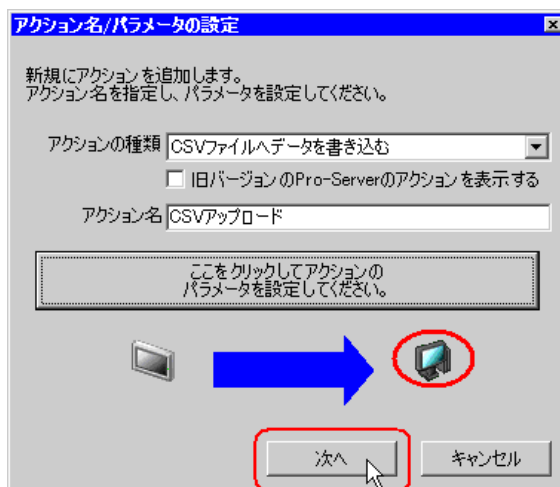 アクション名/パラメータの設定
新規にアクションを追加します。
アクション名を指定し、パラメータを設定してください。
アクションの種類 CSVファイルへデータを書き込む
旧バージョンのPro-Serverのアクションを表示する
アクション名 CSVアップロード
ここをクリックしてアクションの
パラメータを設定してください。
次へ キャンセル